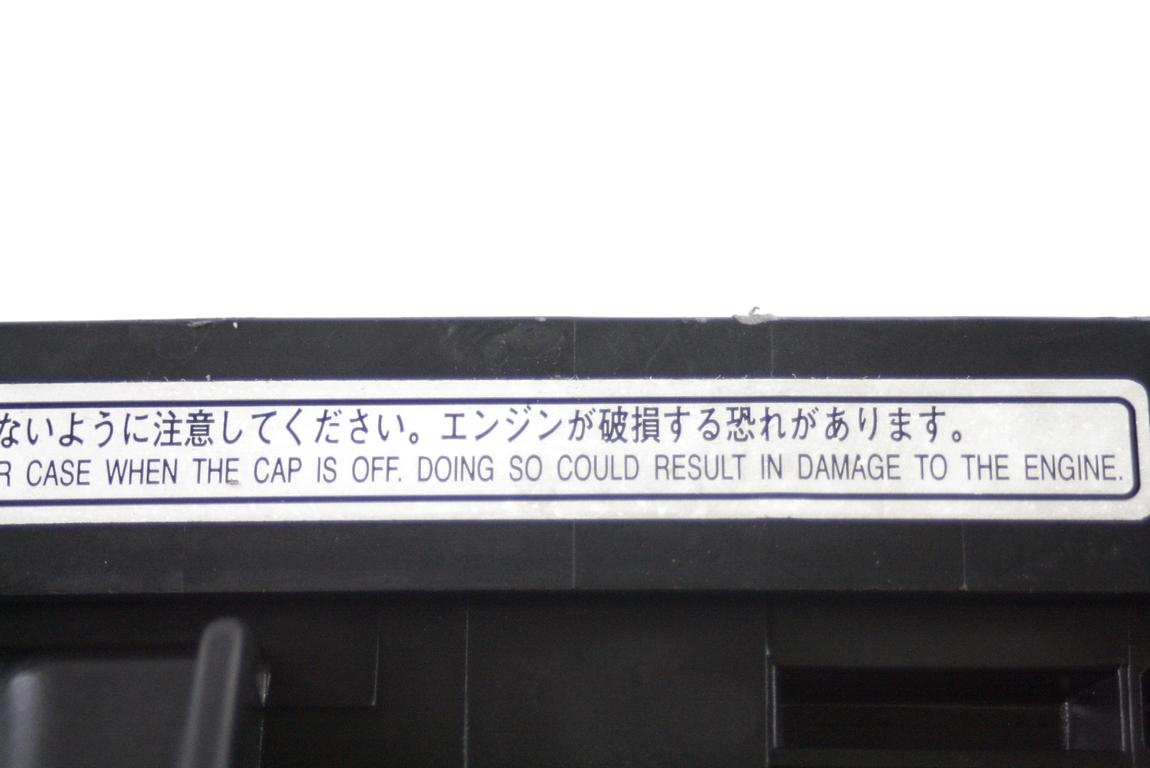 ないように注意してください。エンジンが破損する恐れがあります。
R CASE WHEN THE CAP IS OFF. DOING SO COULD RESULT IN DAMAGE TO THE ENGINE.